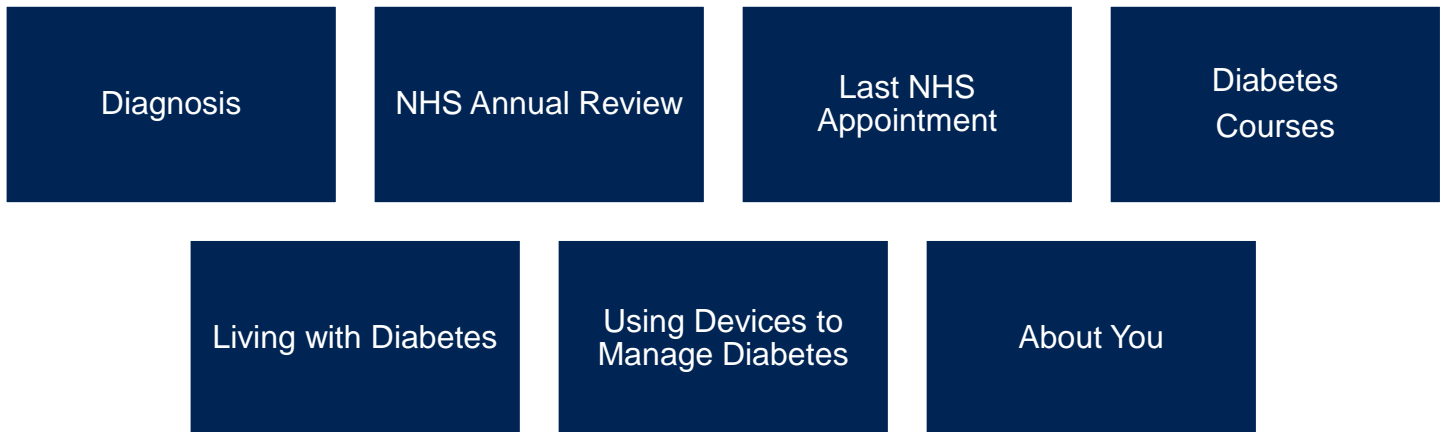 Diagnosis
NHS Annual Review
Last NHS
Appointment
Diabetes
Courses
Living with Diabetes
Using Devices to
Manage Diabetes
About You